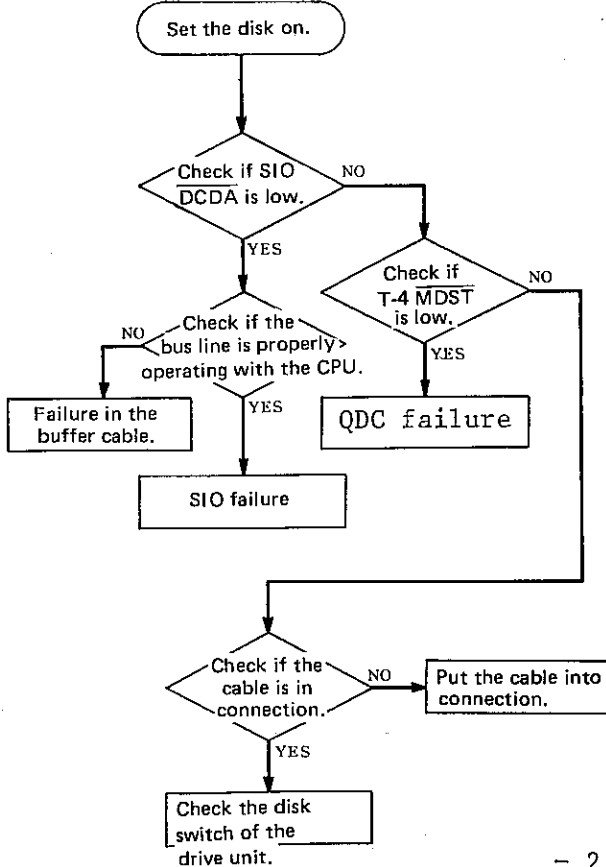 Set the disk on.
Check if SIO
DCDA is low.
NO
YES
Check if
T-4 MDST
is low.
NO
YES
Check if the
bus line is properly
operating with the CPU.
NO
YES
Failure in the
buffer cable.
QDC failure
SIO failure
Check if the
cable is in
connection.
NO
YES
Put the cable into
connection.
Check the disk
switch of the
drive unit.
- 2